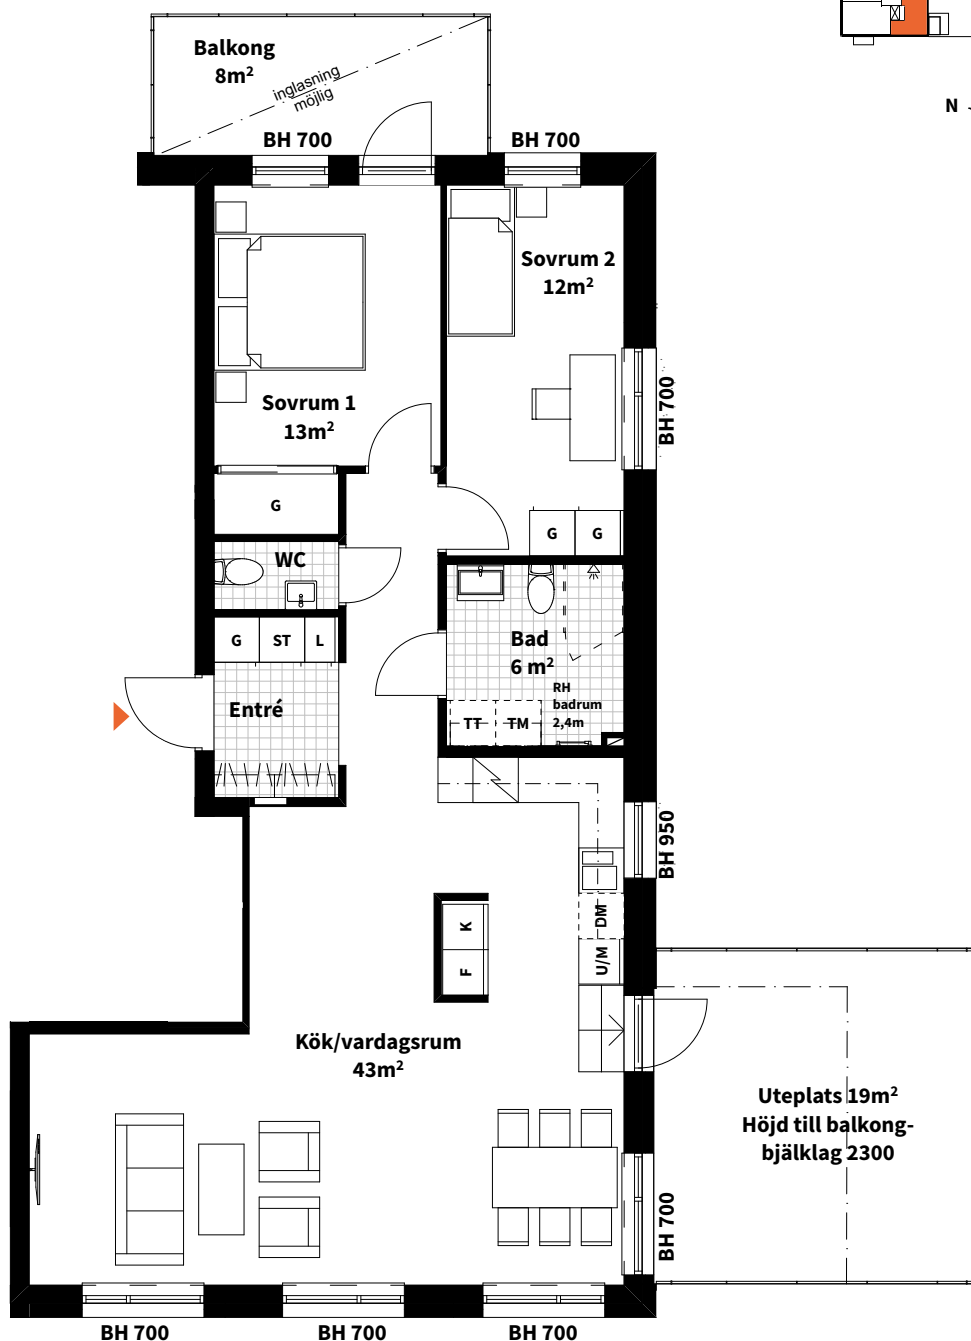 Balkong
8m²
inglasning
möjlig
N
BH 700
BH 700
Sovrum 2
12m²
Sovrum 1
13m²
BH 700
G
G
G
WC
G
ST
L
Bad
6 m²
RH
badrum
2,4m
Entré
TT
TM
BH 950
K
F
DM
U/M
Kök/vardagsrum
43m²
Uteplats 19m²
Höjd till balkong-
bjälklag 2300
BH 700
BH 700
BH 700
BH 700